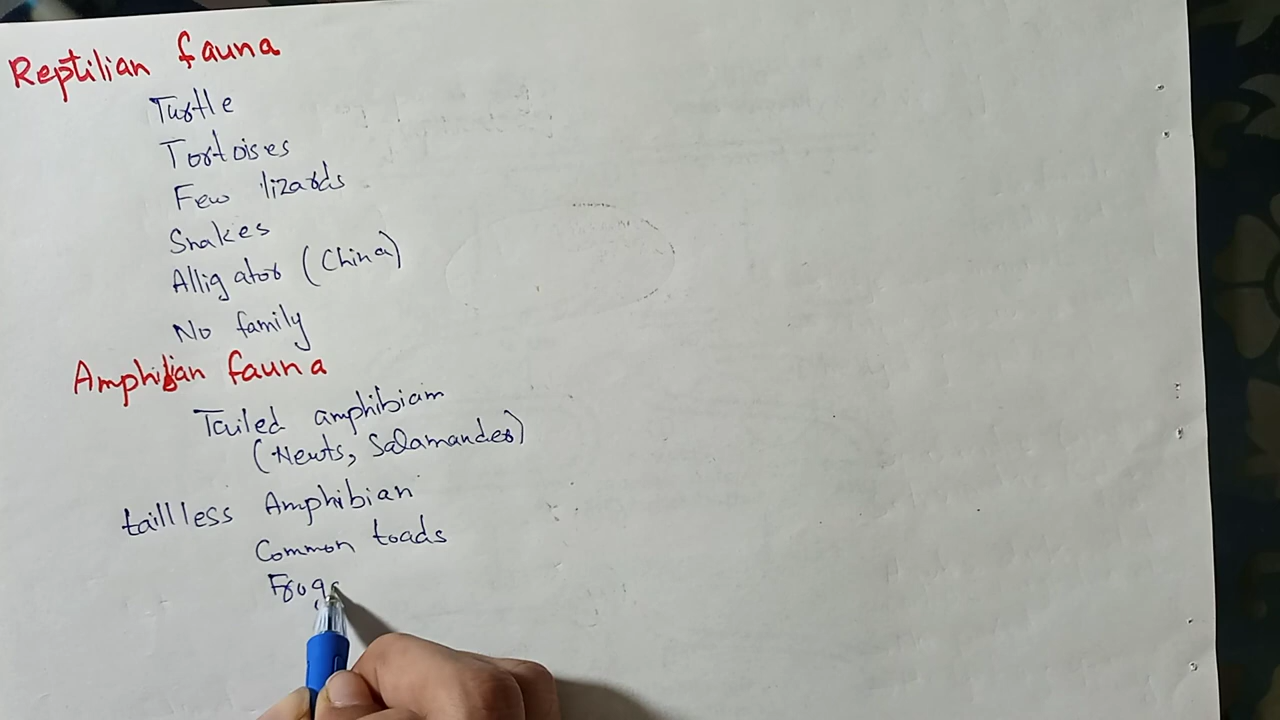 Reptilian fauna
Turtle
Tortoises
Few lizards
Snakes
Alligator (China)
No family
Amphibian fauna
Tailed amphibian
(Newts, Salamander)
taillless Amphibian
Common toads
Frogs